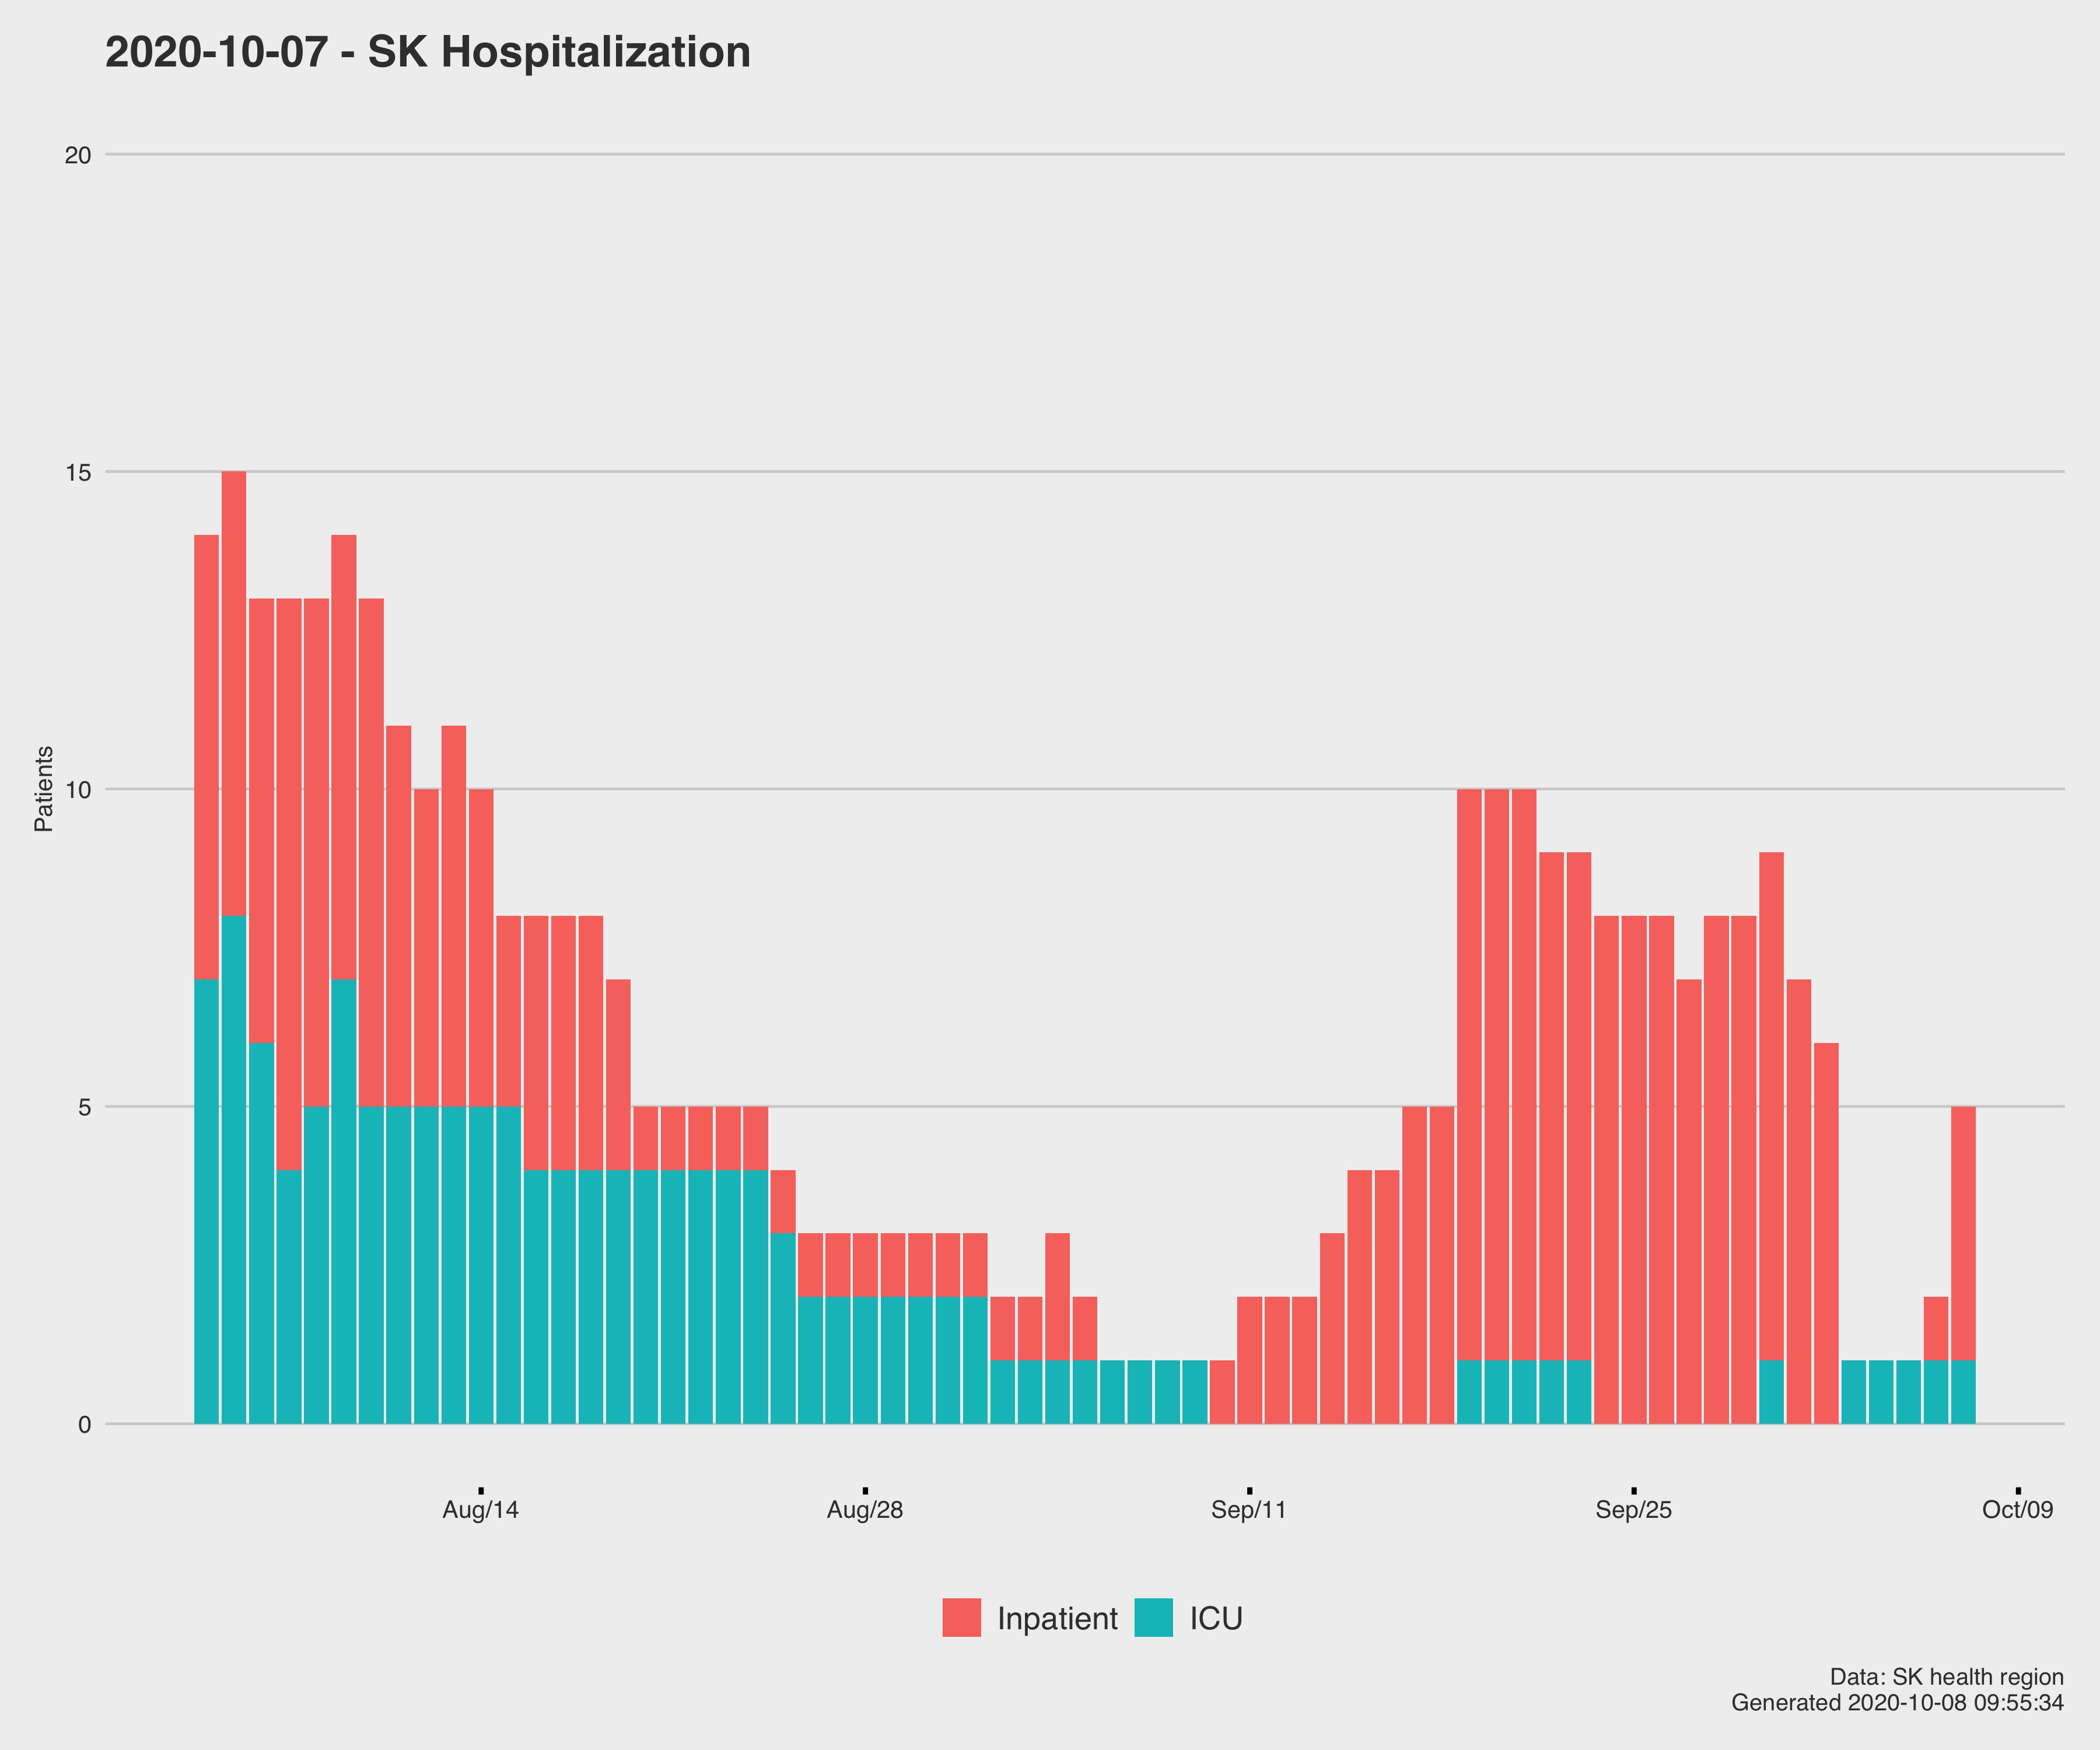 2020-10-07 - SK Hospitalization
20
15
10
5
0
Patients
Aug/14
Aug/28
Sep/11
Sep/25
Oct/09
Inpatient
ICU
Data: SK health region
Generated 2020-10-08 09:55:34